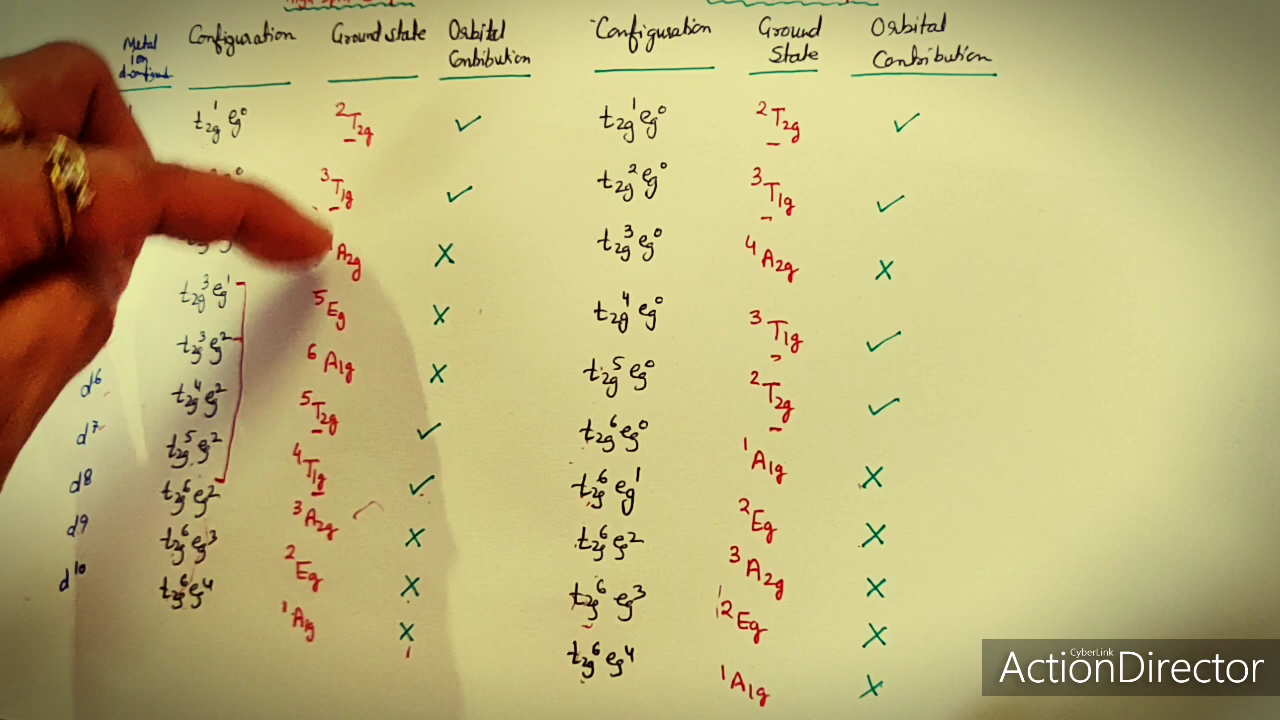 Metal Configuration Ground state Orbital Configuration Ground Orbital
ion Contribution State Contribution
t2g¹ eg⁰ ²T2g ✓ t2g¹ eg⁰ ²T2g ✓
³T1g ✓ t2g² eg⁰ ³T1g ✓
A2g X t2g³ eg⁰ ⁴A2g X
t2g³ eg¹ ⁵Eg X t2g⁴ eg⁰ ³T1g ✓
t2g³ eg² ⁶A1g X t2g⁵ eg⁰ ²T2g ✓
d⁶ t2g⁴ eg² ⁵T2g ✓ t2g⁶ eg⁰ ¹A1g X
d⁷ t2g⁵ eg² ⁴T1g ✓ t2g⁶ eg¹ ²Eg X
d⁸ t2g⁶ eg² ³A2g X t2g⁶ eg² ³A2g X
d⁹ t2g⁶ eg³ ²Eg X t2g⁶ eg³ ²Eg X
d¹⁰ t2g⁶ eg⁴ ¹A1g X t2g⁶ eg⁴ ¹A1g X
CyberLink
ActionDirector